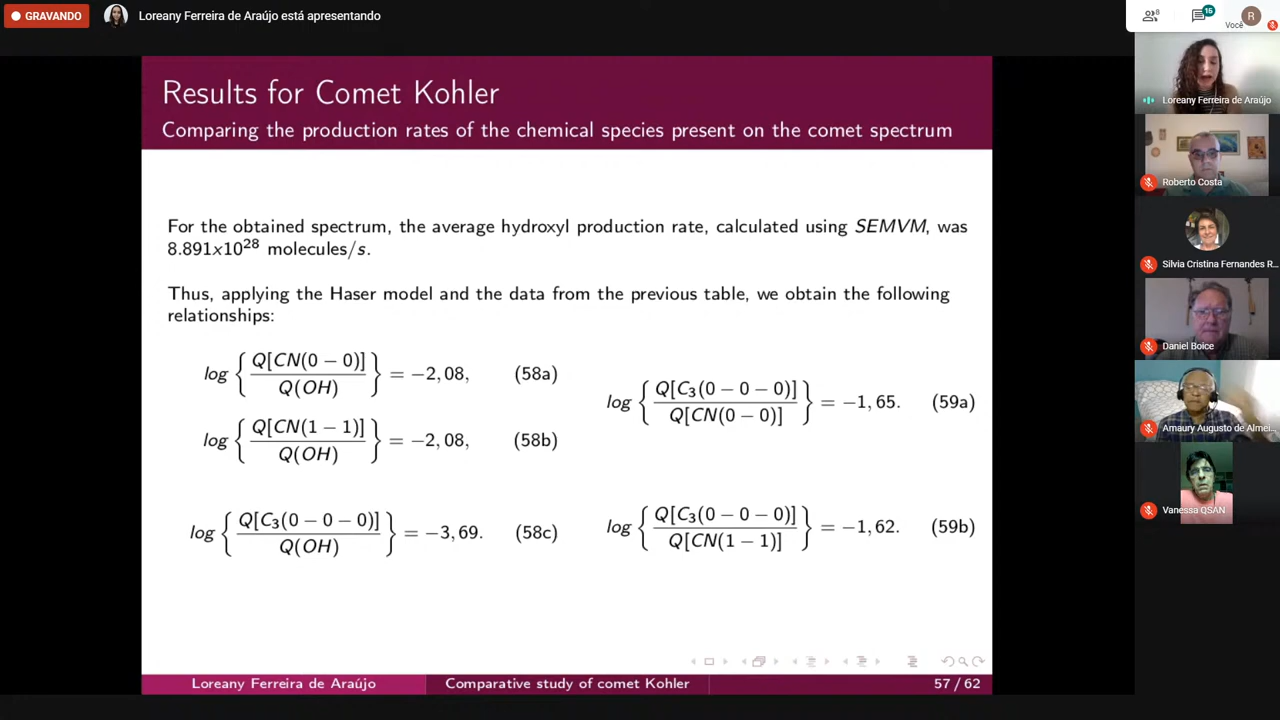 GRAVANDO
Loreany Ferreira de Araújo está apresentando
8
15
Você
R
Results for Comet Kohler
Comparing the production rates of the chemical species present on the comet spectrum
For the obtained spectrum, the average hydroxyl production rate, calculated using SEMVM, was
8.891x10²⁸ molecules/s.
Thus, applying the Haser model and the data from the previous table, we obtain the following
relationships:
log { Q[CN(0 − 0)] / Q(OH) } = −2, 08, (58a)
log { Q[CN(1 − 1)] / Q(OH) } = −2, 08, (58b)
log { Q[C₃(0 − 0 − 0)] / Q(OH) } = −3, 69. (58c)
log { Q[C₃(0 − 0 − 0)] / Q[CN(0 − 0)] } = −1, 65. (59a)
log { Q[C₃(0 − 0 − 0)] / Q[CN(1 − 1)] } = −1, 62. (59b)
Loreany Ferreira de Araújo
Comparative study of comet Kohler
57 / 62
Loreany Ferreira de Araújo
Roberto Costa
Silvia Cristina Fernandes R...
Daniel Boice
Amaury Augusto de Almei...
Vanessa QSAN